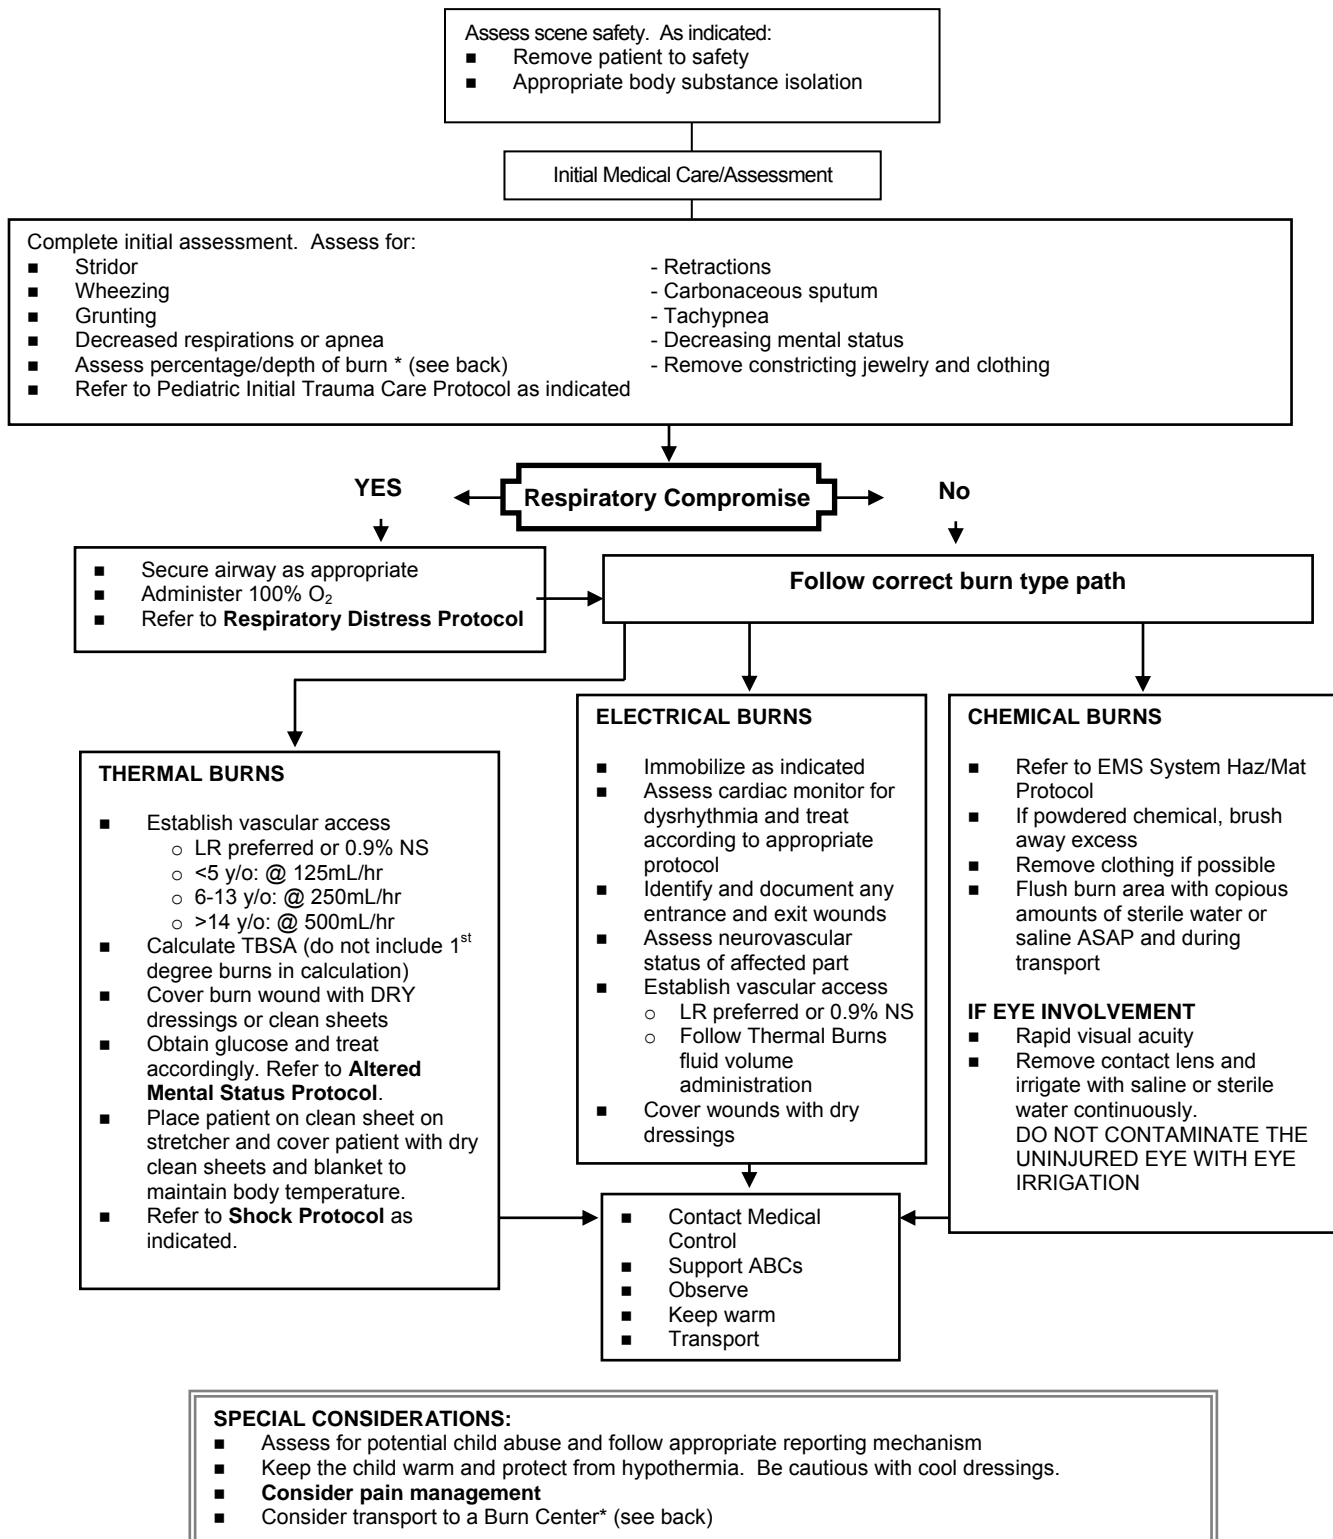 Assess scene safety.  As indicated:
■ Remove patient to safety
■ Appropriate body substance isolation
Initial Medical Care/Assessment
Complete initial assessment.  Assess for:
■ Stridor - Retractions
■ Wheezing - Carbonaceous sputum
■ Grunting - Tachypnea
■ Decreased respirations or apnea - Decreasing mental status
■ Assess percentage/depth of burn * (see back) - Remove constricting jewelry and clothing
■ Refer to Pediatric Initial Trauma Care Protocol as indicated
YES
Respiratory Compromise
No
■ Secure airway as appropriate
■ Administer 100% O₂
■ Refer to Respiratory Distress Protocol
Follow correct burn type path
THERMAL BURNS
■ Establish vascular access
○ LR preferred or 0.9% NS
○ <5 y/o: @ 125mL/hr
○ 6-13 y/o: @ 250mL/hr
○ >14 y/o: @ 500mL/hr
■ Calculate TBSA (do not include 1st
degree burns in calculation)
■ Cover burn wound with DRY
dressings or clean sheets
■ Obtain glucose and treat
accordingly. Refer to Altered
Mental Status Protocol.
■ Place patient on clean sheet on
stretcher and cover patient with dry
clean sheets and blanket to
maintain body temperature.
■ Refer to Shock Protocol as
indicated.
ELECTRICAL BURNS
■ Immobilize as indicated
■ Assess cardiac monitor for
dysrhythmia and treat
according to appropriate
protocol
■ Identify and document any
entrance and exit wounds
■ Assess neurovascular
status of affected part
■ Establish vascular access
○ LR preferred or 0.9% NS
○ Follow Thermal Burns
fluid volume
administration
■ Cover wounds with dry
dressings
CHEMICAL BURNS
■ Refer to EMS System Haz/Mat
Protocol
■ If powdered chemical, brush
away excess
■ Remove clothing if possible
■ Flush burn area with copious
amounts of sterile water or
saline ASAP and during
transport
IF EYE INVOLVEMENT
■ Rapid visual acuity
■ Remove contact lens and
irrigate with saline or sterile
water continuously.
DO NOT CONTAMINATE THE
UNINJURED EYE WITH EYE
IRRIGATION
■ Contact Medical
Control
■ Support ABCs
■ Observe
■ Keep warm
■ Transport
SPECIAL CONSIDERATIONS:
■ Assess for potential child abuse and follow appropriate reporting mechanism
■ Keep the child warm and protect from hypothermia.  Be cautious with cool dressings.
■ Consider pain management
■ Consider transport to a Burn Center* (see back)